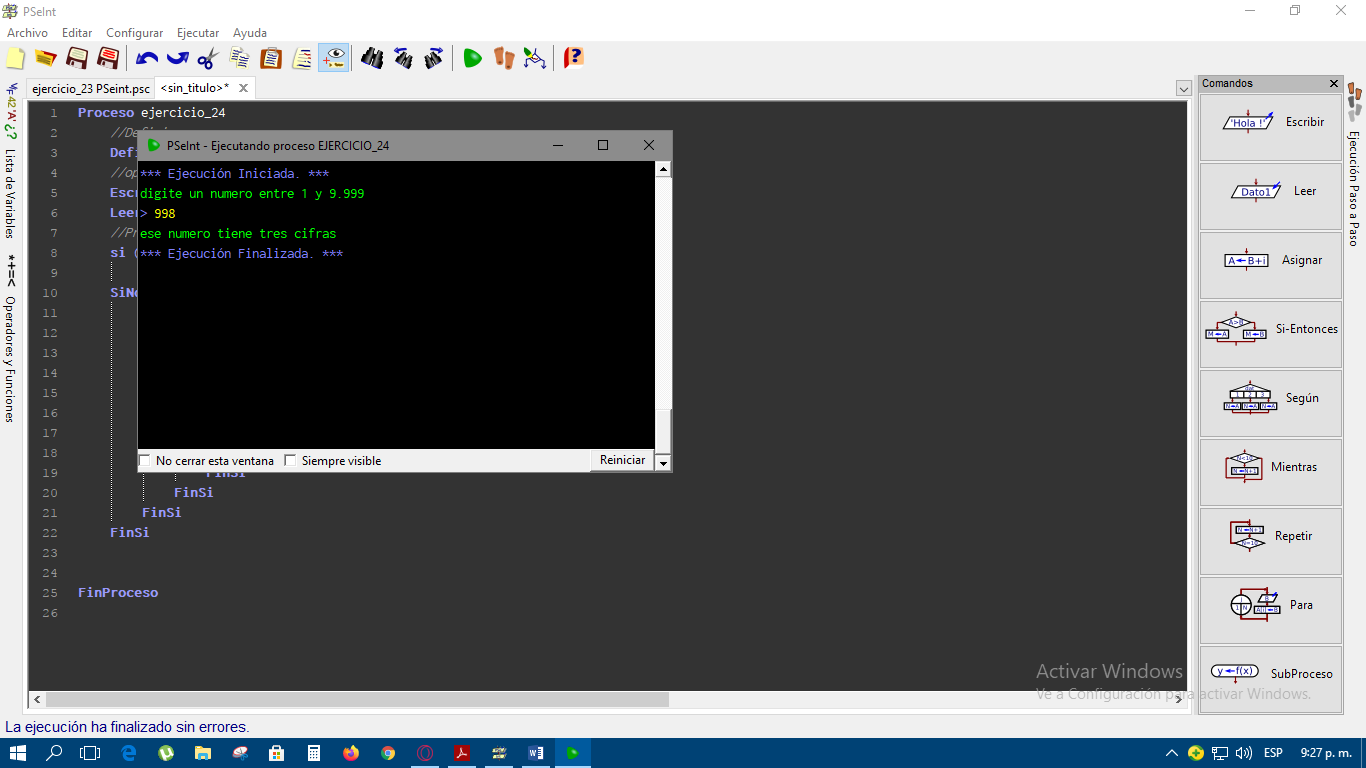 PSeInt
Archivo Editar Configurar Ejecutar Ayuda
ejercicio_23 PSeint.psc <sin_titulo>*
Lista de Variables
*+=< Operadores y Funciones
1 Proceso ejercicio_24
2
3
4
5
6
7
8 si
9
10
11
12
13
14
15
16
17
18
19 FinSi
20 FinSi
21 FinSi
22 FinSi
23
24
25 FinProceso
26
PSeInt - Ejecutando proceso EJERCICIO_24
*** Ejecución Iniciada. ***
digite un numero entre 1 y 9.999
> 998
ese numero tiene tres cifras
*** Ejecución Finalizada. ***
No cerrar esta ventana Siempre visible Reiniciar
Comandos
'Hola !' Escribir
Dato1 Leer
A←B+i Asignar
Si-Entonces
Según
Mientras
Repetir
Para
y←f(x) SubProceso
Ejecución Paso a Paso
Activar Windows
Ve a Configuración para activar Windows.
La ejecución ha finalizado sin errores.
ESP 9:27 p. m.